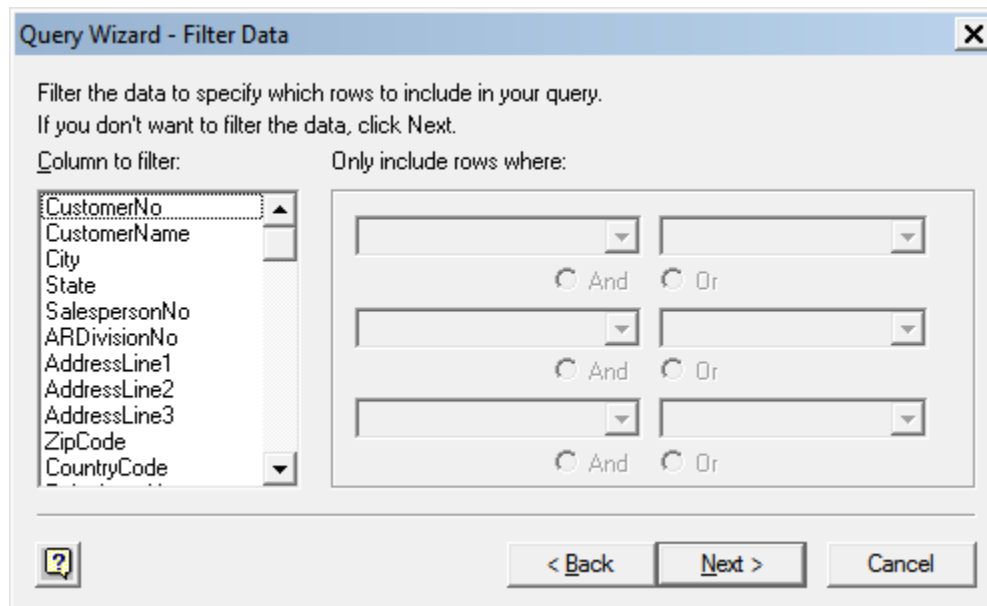 Query Wizard - Filter Data
Filter the data to specify which rows to include in your query.
If you don't want to filter the data, click Next.
Column to filter:
Only include rows where:
CustomerNo
CustomerName
City
State
SalespersonNo
ARDivisionNo
AddressLine1
AddressLine2
AddressLine3
ZipCode
CountryCode
And Or
And Or
And Or
?
< Back
Next >
Cancel